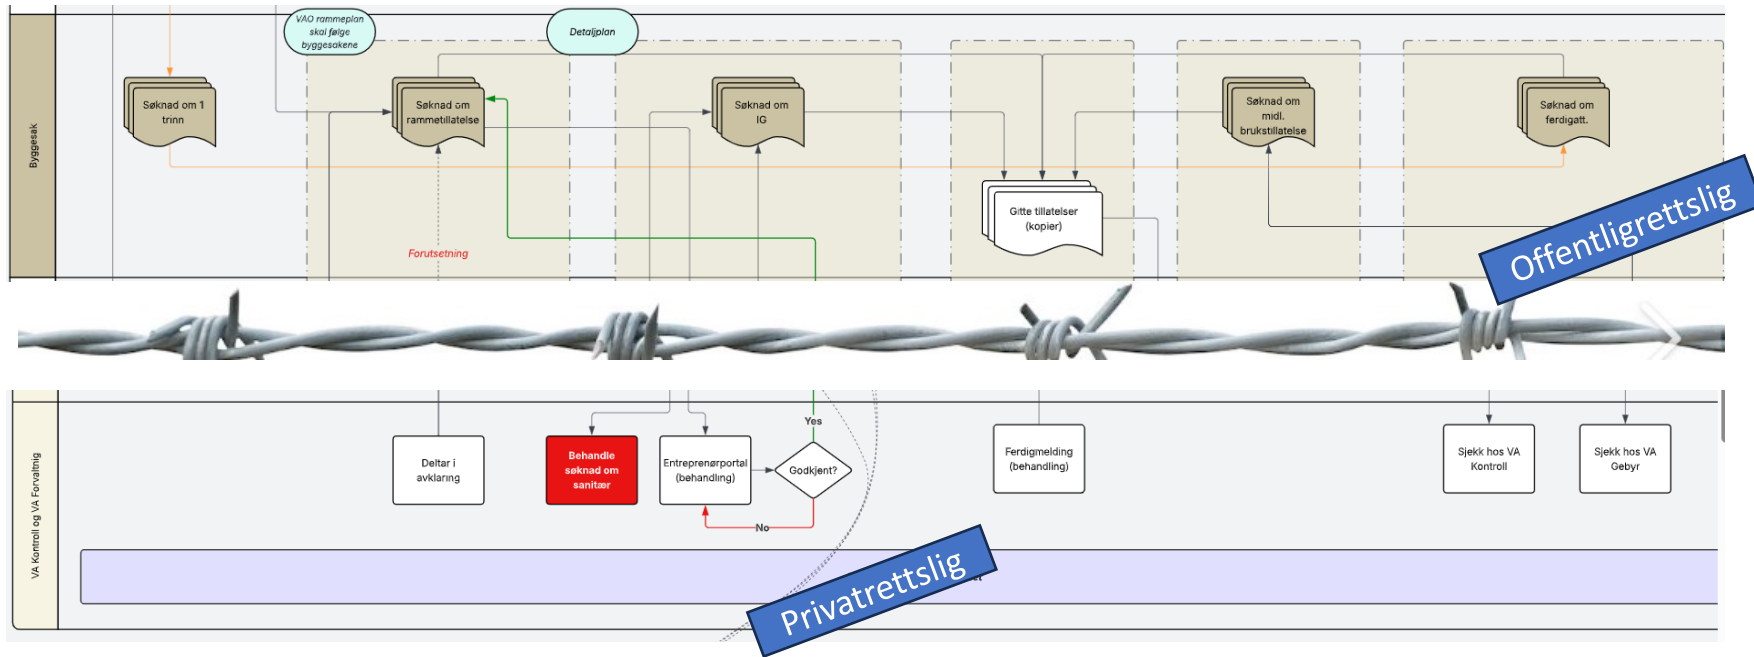 VAO rammeplan
skal følge
byggesakene
Detaljplan
Byggesak
Søknad om 1
trinn
Søknad om
rammetillatelse
Søknad om
IG
Søknad om
midl.
brukstillatelse
Søknad om
ferdigatt.
Gitte tillatelser
(kopier)
Forutsetning
Offentligrettslig
VA Kontroll og VA Forvaltnig
Deltar i
avklaring
Behandle
søknad om
sanitær
Entreprenørportal
(behandling)
Yes
Godkjent?
No
Ferdigmelding
(behandling)
Sjekk hos VA
Kontroll
Sjekk hos VA
Gebyr
Privatrettslig